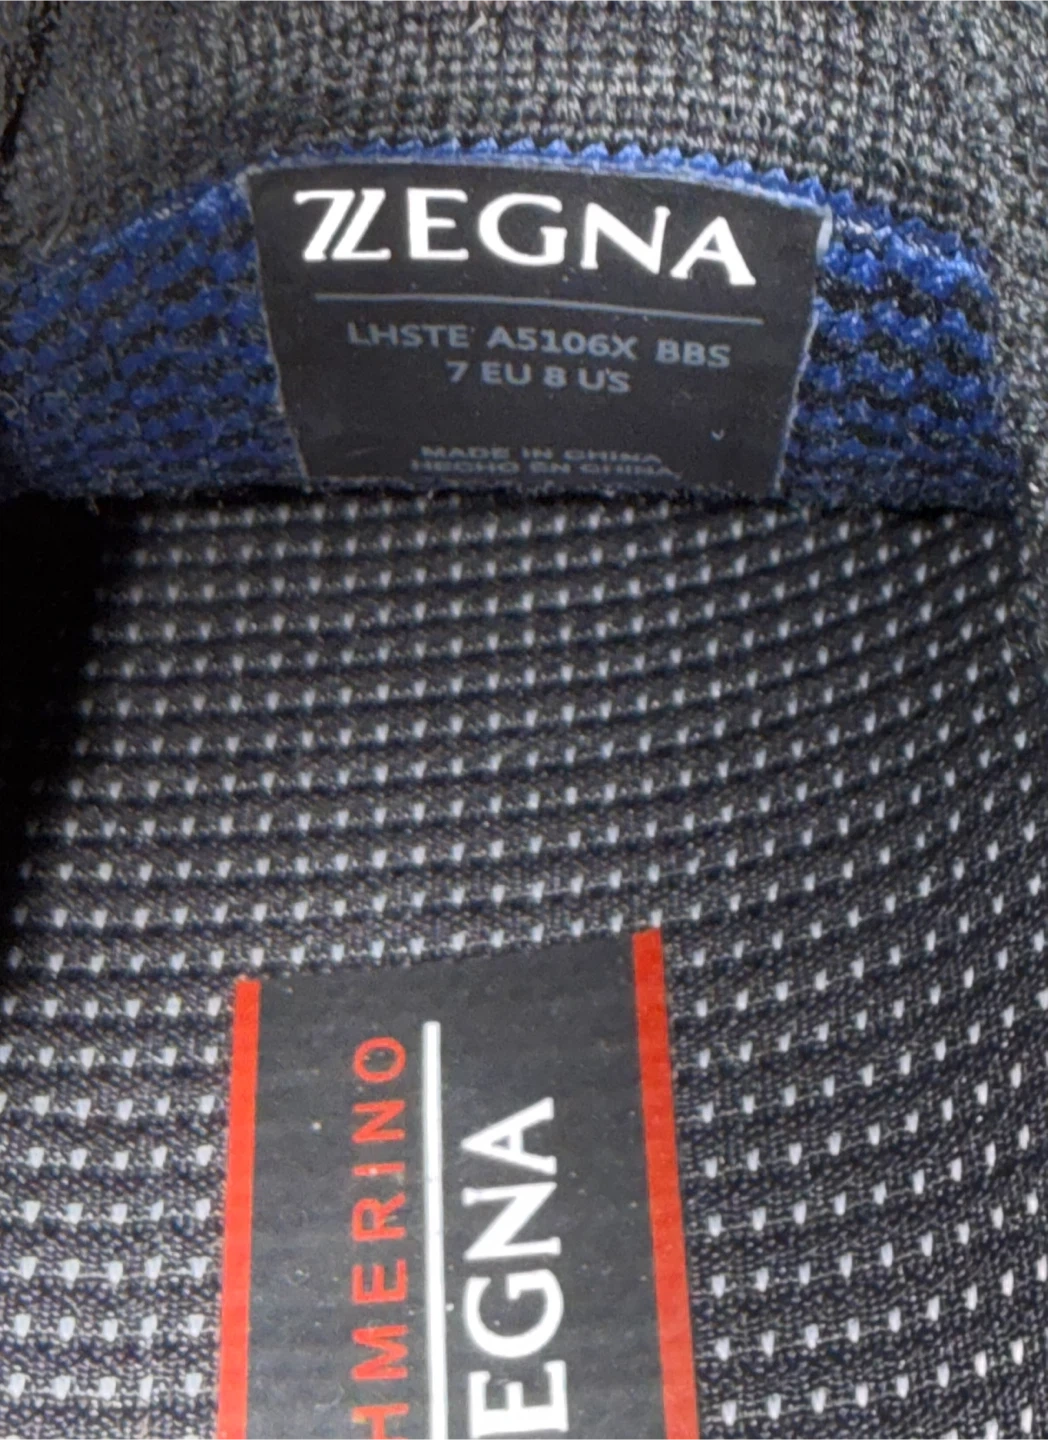 ZEGNA
LHSTE A5106X BBS
7 EU 8 US
MADE IN CHINA
HECHO EN CHINA
HMERINO
EGNA